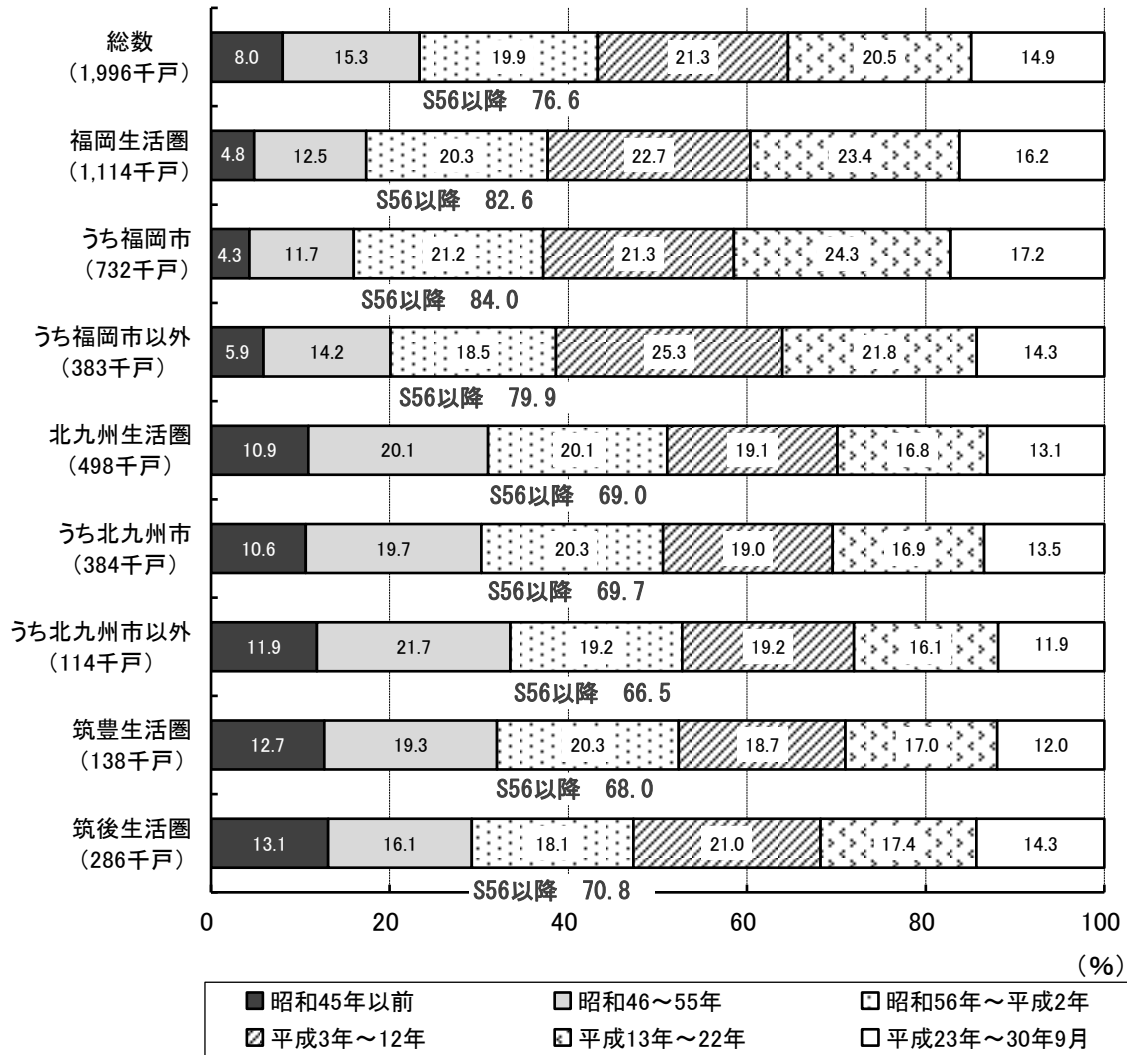 総数
(1,996千戸)
8.0 15.3 19.9 21.3 20.5 14.9
S56以降 76.6
福岡生活圏
(1,114千戸)
4.8 12.5 20.3 22.7 23.4 16.2
S56以降 82.6
うち福岡市
(732千戸)
4.3 11.7 21.2 21.3 24.3 17.2
S56以降 84.0
うち福岡市以外
(383千戸)
5.9 14.2 18.5 25.3 21.8 14.3
S56以降 79.9
北九州生活圏
(498千戸)
10.9 20.1 20.1 19.1 16.8 13.1
S56以降 69.0
うち北九州市
(384千戸)
10.6 19.7 20.3 19.0 16.9 13.5
S56以降 69.7
うち北九州市以外
(114千戸)
11.9 21.7 19.2 19.2 16.1 11.9
S56以降 66.5
筑豊生活圏
(138千戸)
12.7 19.3 20.3 18.7 17.0 12.0
S56以降 68.0
筑後生活圏
(286千戸)
13.1 16.1 18.1 21.0 17.4 14.3
S56以降 70.8
0 20 40 60 80 100
(%)
昭和45年以前 昭和46～55年 昭和56年～平成2年
平成3年～12年 平成13年～22年 平成23年～30年9月